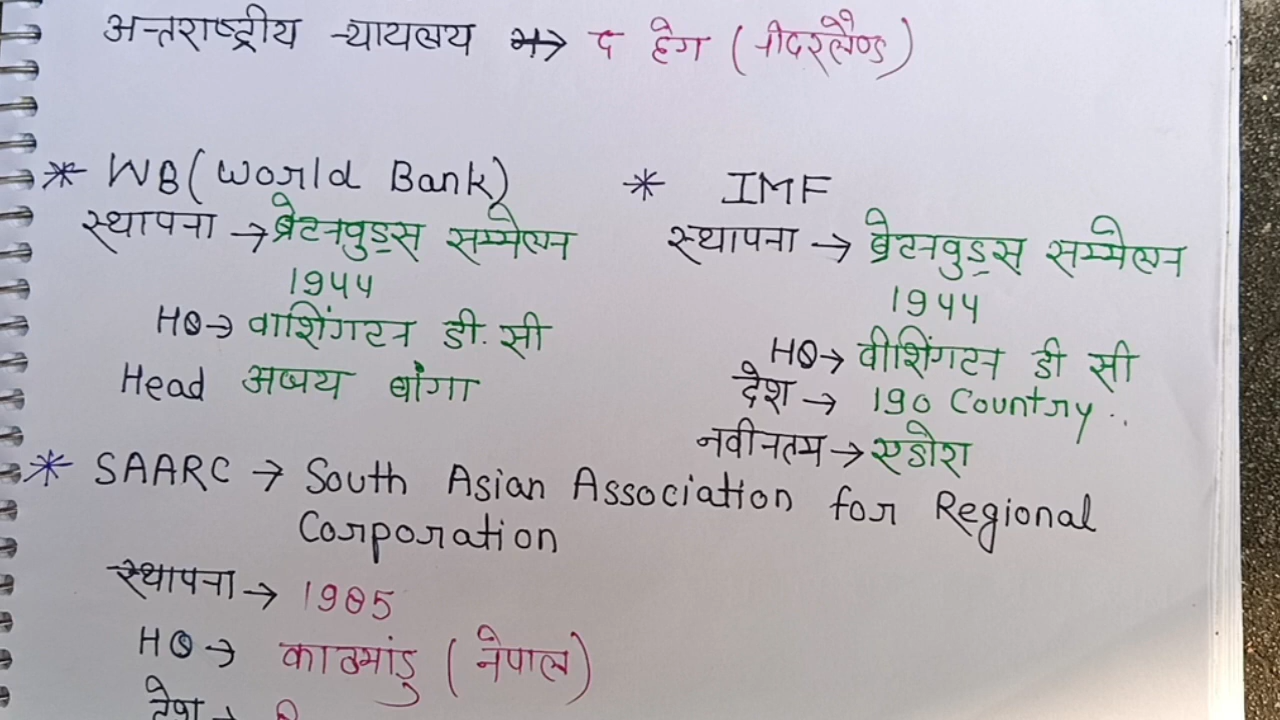 अन्तराष्ट्रीय न्यायलय → द हेग (नीदरलैण्ड)
* WB (World Bank)
स्थापना → ब्रेटनवुड्स सम्मेलन
1944
HQ → वाशिंगटन डी. सी
Head अजय बांगा
* IMF
स्थापना → ब्रेटनवुड्स सम्मेलन
1944
HQ → वीशिंगटन डी सी
देश → 190 Country
नवीनतम → एडोरा
* SAARC → South Asian Association for Regional
Corporation
स्थापना → 1985
HQ → काठमांडु (नेपाल)
देश →